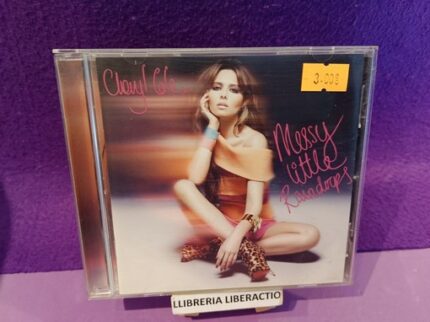 Cheryl Cole
3.00$
Messy
Little
Raindrops
LLIBRERIA LIBERACTIO